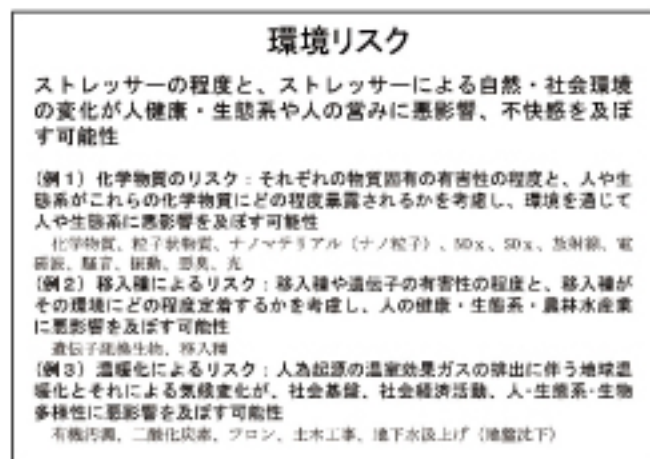 環境リスク
ストレッサーの程度と、ストレッサーによる自然・社会環境
の変化が人健康・生態系や人の営みに悪影響、不快感を及ぼ
す可能性
（例１）化学物質のリスク：それぞれの物質固有の有害性の程度と、人や生
態系がこれらの化学物質にどの程度暴露されるかを考慮し、環境を通じて
人や生態系に悪影響を及ぼす可能性
化学物質、粒子状物質、ナノマテリアル（ナノ粒子）、NOx、SOx、放射線、電
磁波、騒音、振動、悪臭、光
（例２）移入種によるリスク：移入種や遺伝子の有害性の程度と、移入種が
その環境にどの程度定着するかを考慮し、人の健康・生態系・農林水産業
に悪影響を及ぼす可能性
遺伝子組換生物、移入種
（例３）温暖化によるリスク：人為起源の温室効果ガスの排出に伴う地球温
暖化とそれによる気候変化が、社会基盤、社会経済活動、人・生態系・生物
多様性に悪影響を及ぼす可能性
有機汚濁、二酸化炭素、フロン、土木工事、地下水汲上げ（地盤沈下）